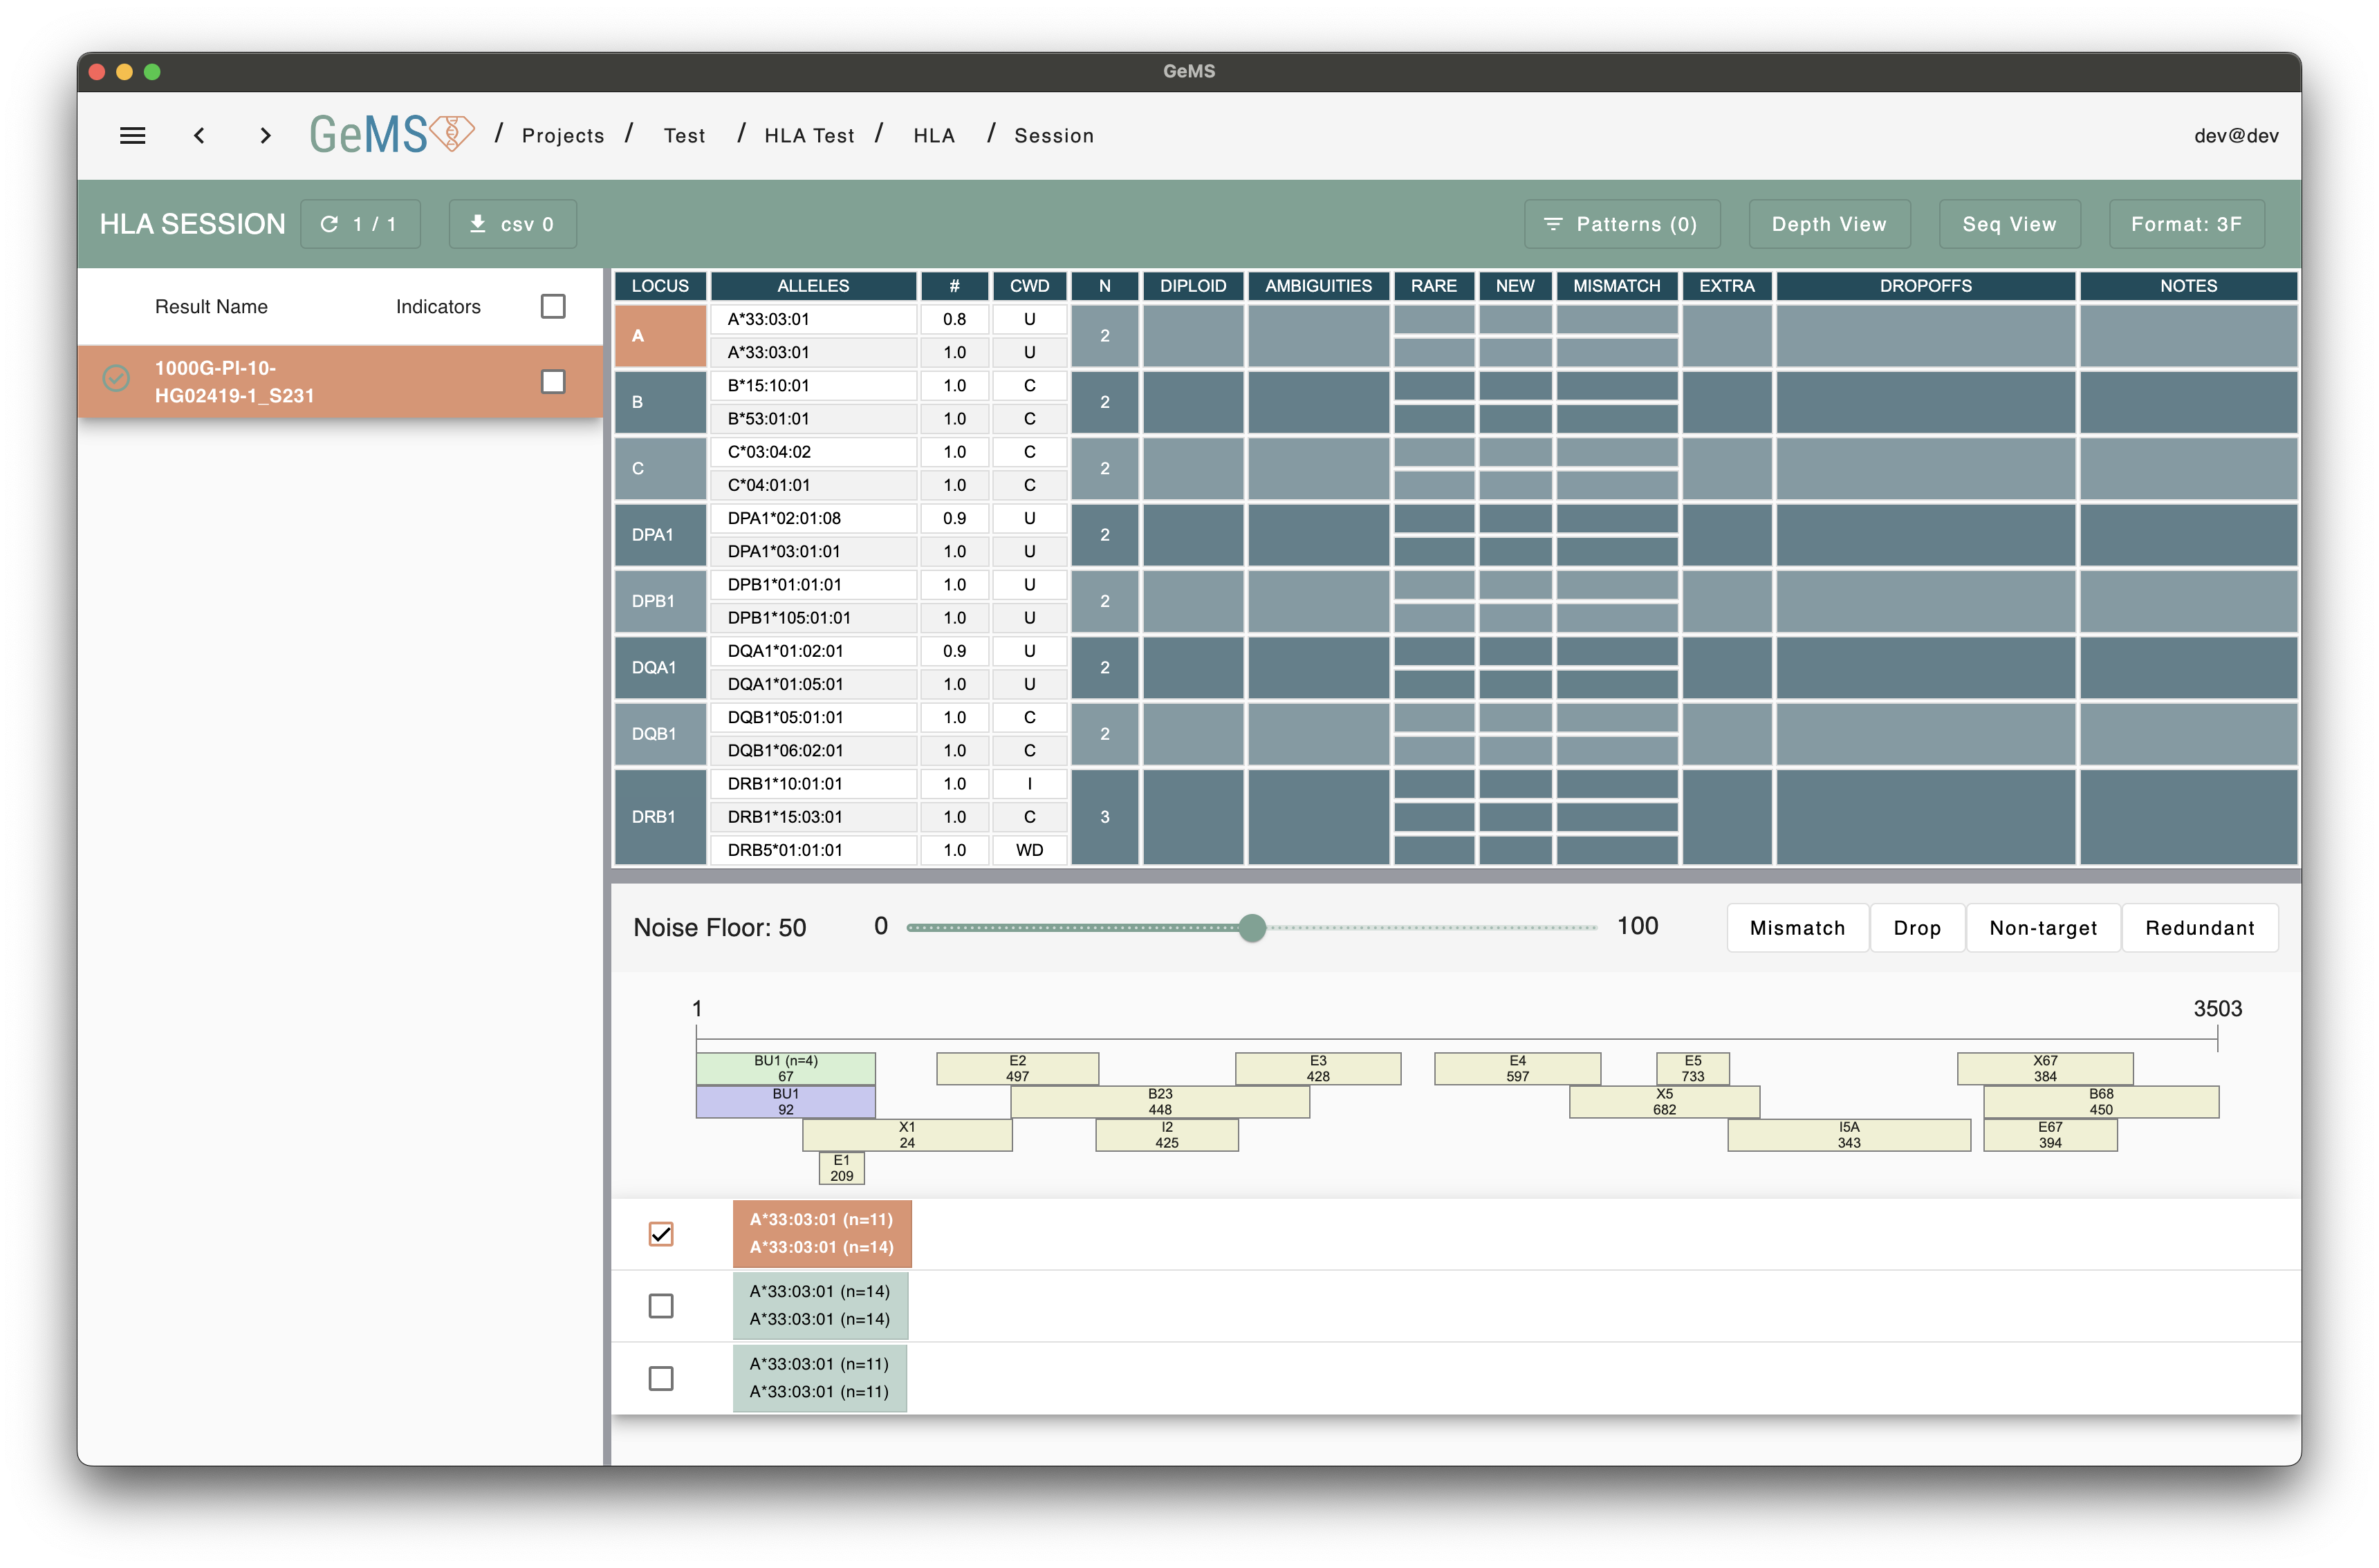 GeMS
GeMS / Projects / Test / HLA Test / HLA / Session dev@dev
HLA SESSION 1 / 1 csv 0 Patterns (0) Depth View Seq View Format: 3F
Result Name Indicators
1000G-PI-10-
HG02419-1_S231
LOCUS ALLELES # CWD N DIPLOID AMBIGUITIES RARE NEW MISMATCH EXTRA DROPOFFS NOTES
A A*33:03:01 0.8 U 2
A*33:03:01 1.0 U
B B*15:10:01 1.0 C 2
B*53:01:01 1.0 C
C C*03:04:02 1.0 C 2
C*04:01:01 1.0 C
DPA1 DPA1*02:01:08 0.9 U 2
DPA1*03:01:01 1.0 U
DPB1 DPB1*01:01:01 1.0 U 2
DPB1*105:01:01 1.0 U
DQA1 DQA1*01:02:01 0.9 U 2
DQA1*01:05:01 1.0 U
DQB1 DQB1*05:01:01 1.0 C 2
DQB1*06:02:01 1.0 C
DRB1*10:01:01 1.0 I
DRB1 DRB1*15:03:01 1.0 C 3
DRB5*01:01:01 1.0 WD
Noise Floor: 50 0 100 Mismatch Drop Non-target Redundant
1 3503
BU1 (n=4) E2 E3 E4 E5 X67
67 497 428 597 733 384
BU1 B23 X5 B68
92 448 682 450
X1 I2 I5A E67
24 425 343 394
E1
209
A*33:03:01 (n=11)
A*33:03:01 (n=14)
A*33:03:01 (n=14)
A*33:03:01 (n=14)
A*33:03:01 (n=11)
A*33:03:01 (n=11)